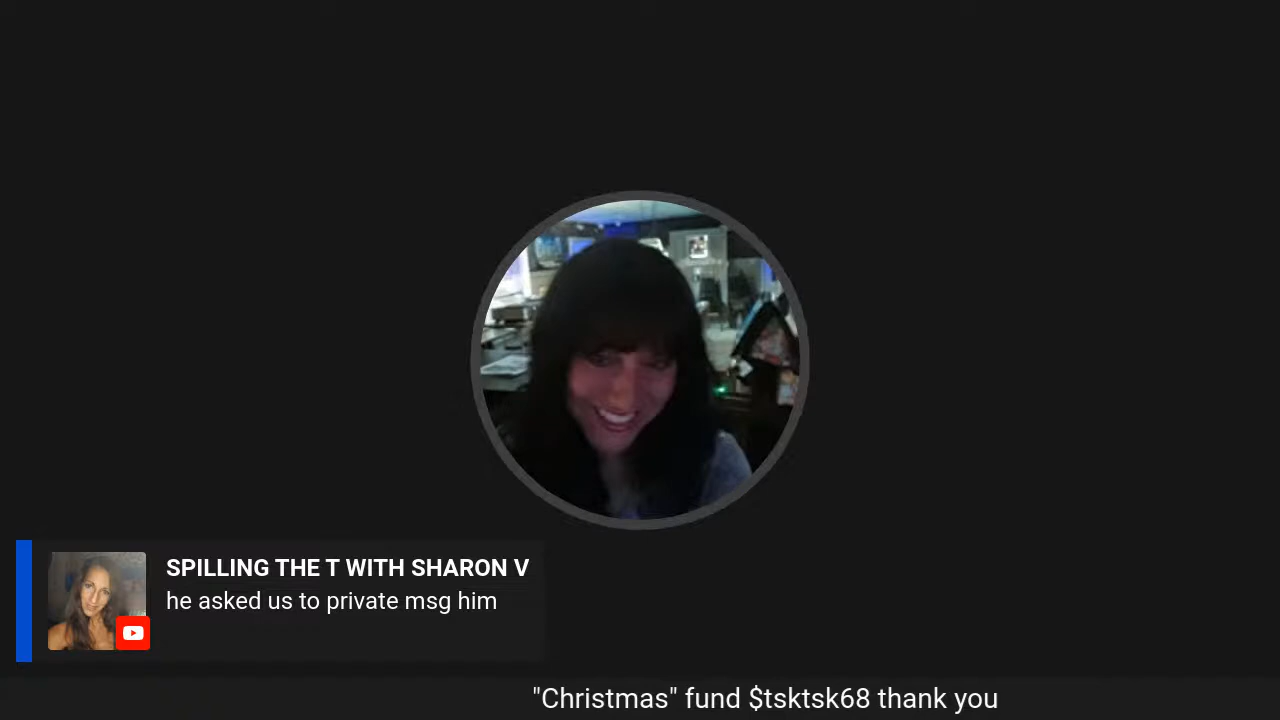 SPILLING THE T WITH SHARON V
he asked us to private msg him
"Christmas" fund $tsktsk68 thank you